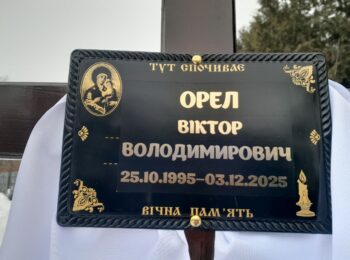 ТУТ СПОЧИВАЄ
ОРЕЛ
ВІКТОР
ВОЛОДИМИРОВИЧ
25.10.1995-03.12.2025
ВІЧНА ПАМ'ЯТЬ